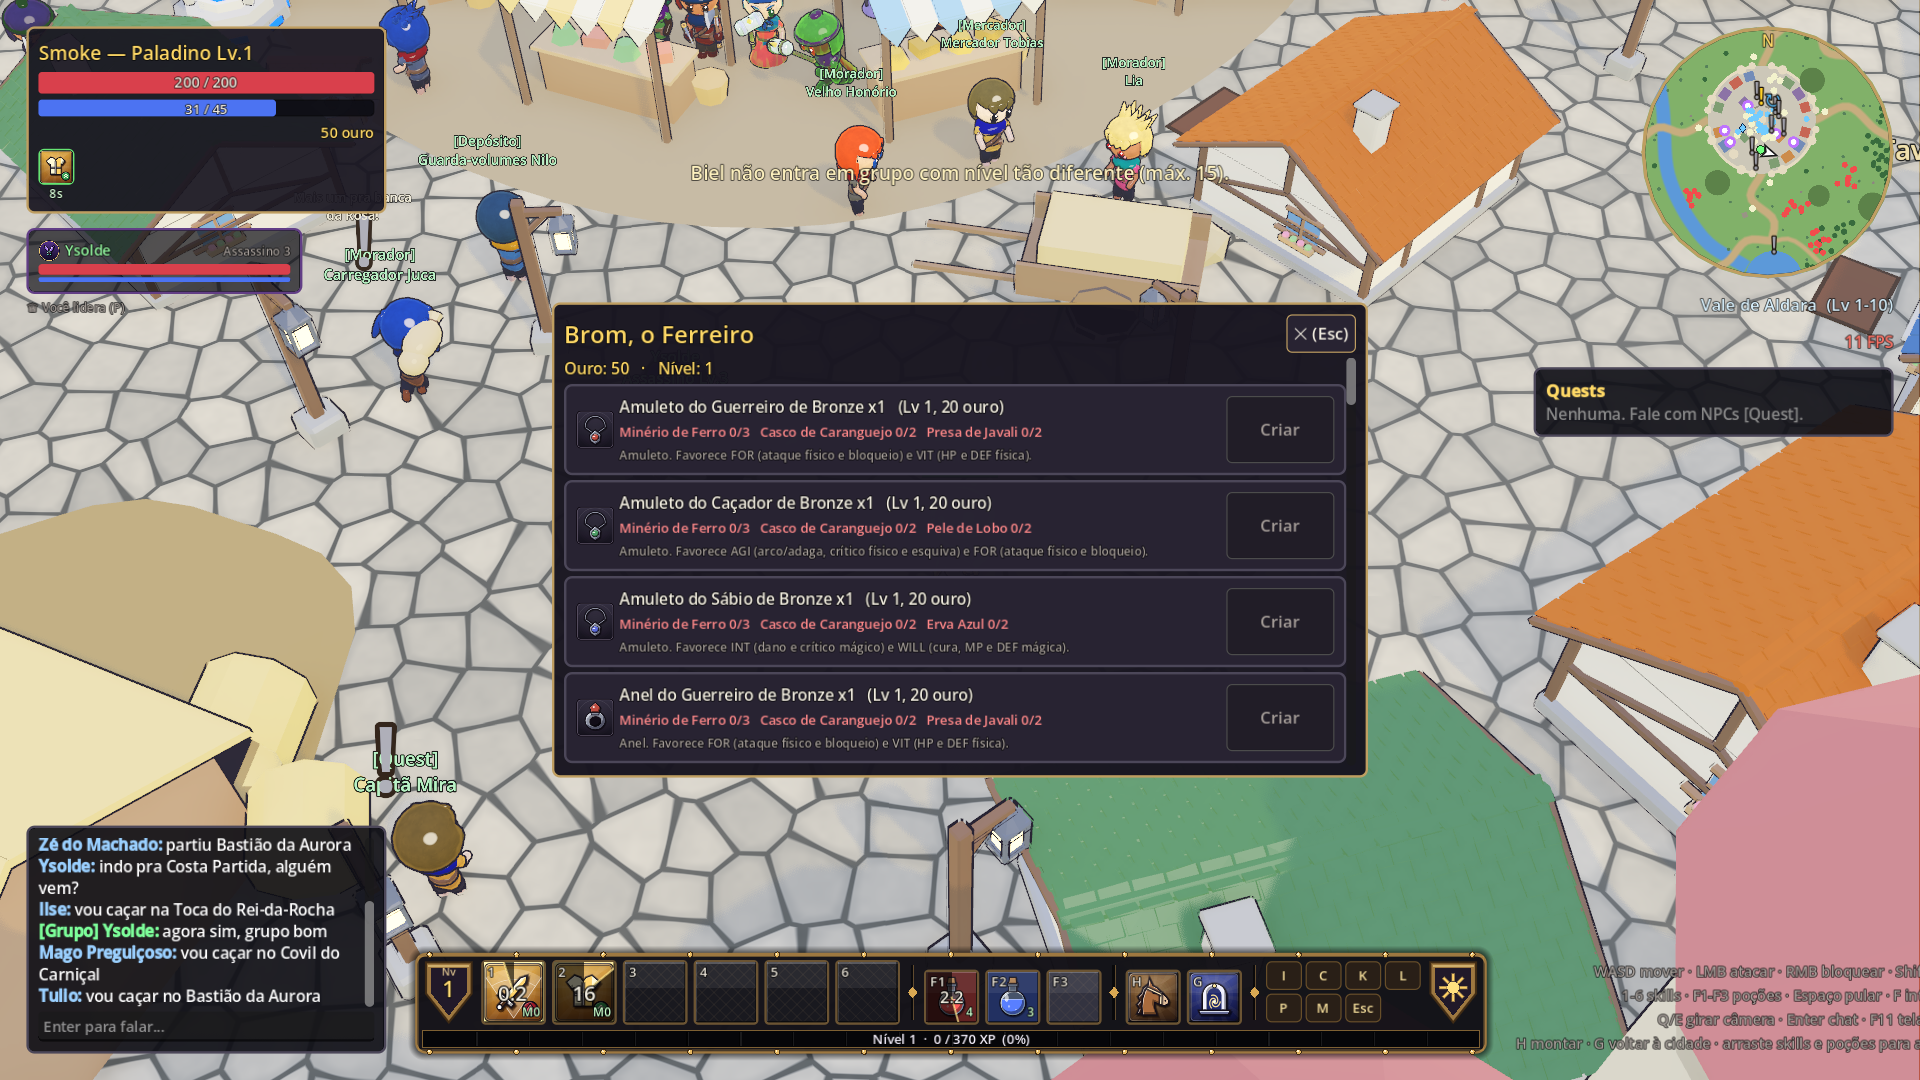 Smoke — Paladino Lv.1
200 / 200
31 / 45
50 ouro
8s
Ysolde
Assassino 3
Você lidera (F)
[Mercador]
Mercador Tobias
[Morador]
Velho Honório
[Morador]
Lia
[Depósito]
Guarda-volumes Nilo
[Morador]
Carregador Juca
Biel não entra em grupo com nível tão diferente (máx. 15).
N
Vale de Aldara (Lv 1-10)
11 FPS
Quests
Nenhuma. Fale com NPCs [Quest].
Brom, o Ferreiro
(Esc)
Ouro: 50 · Nível: 1
Amuleto do Guerreiro de Bronze x1 (Lv 1, 20 ouro)
Minério de Ferro 0/3 Casco de Caranguejo 0/2 Presa de Javali 0/2
Amuleto. Favorece FOR (ataque físico e bloqueio) e VIT (HP e DEF física).
Criar
Amuleto do Caçador de Bronze x1 (Lv 1, 20 ouro)
Minério de Ferro 0/3 Casco de Caranguejo 0/2 Pele de Lobo 0/2
Amuleto. Favorece AGI (arco/adaga, crítico físico e esquiva) e FOR (ataque físico e bloqueio).
Criar
Amuleto do Sábio de Bronze x1 (Lv 1, 20 ouro)
Minério de Ferro 0/3 Casco de Caranguejo 0/2 Erva Azul 0/2
Amuleto. Favorece INT (dano e crítico mágico) e WILL (cura, MP e DEF mágica).
Criar
Anel do Guerreiro de Bronze x1 (Lv 1, 20 ouro)
Minério de Ferro 0/3 Casco de Caranguejo 0/2 Presa de Javali 0/2
Anel. Favorece FOR (ataque físico e bloqueio) e VIT (HP e DEF física).
Criar
[Quest]
Capitã Mira
Zé do Machado: partiu Bastião da Aurora
Ysolde: indo pra Costa Partida, alguém
vem?
Ilse: vou caçar na Toca do Rei-da-Rocha
[Grupo] Ysolde: agora sim, grupo bom
Mago Preguiçoso: vou caçar no Covil do
Carniçal
Tullo: vou caçar no Bastião da Aurora
Enter para falar...
Nv
1
1 0.2 M0
2 16 M0
3
4
5
6
F1 2.2 4
F2 3
F3
H
G
I C K L
P M Esc
Nível 1 · 0 / 370 XP (0%)
WASD mover · LMB atacar · RMB bloquear · Shi
1-6 skills · F1-F3 poções · Espaço pular · F in
Q/E girar câmera · Enter chat · F11 tela
H montar · G voltar à cidade · arraste skills e poções para a